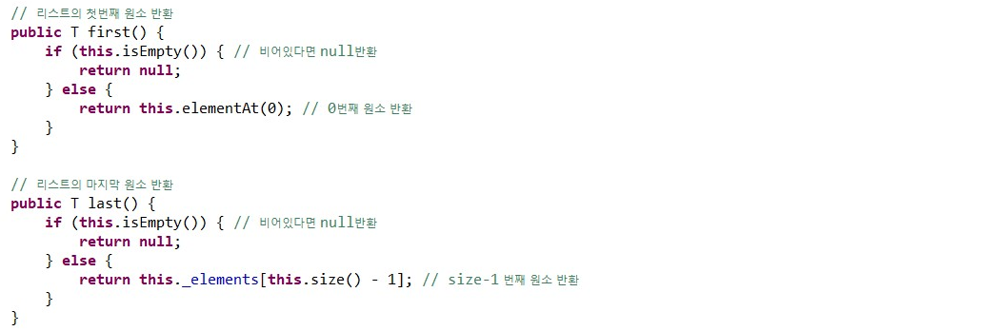 // 리스트의 첫번째 원소 반환
public T first() {
    if (this.isEmpty()) { // 비어있다면 null반환
        return null;
    } else {
        return this.elementAt(0); // 0번째 원소 반환
    }
}

// 리스트의 마지막 원소 반환
public T last() {
    if (this.isEmpty()) { // 비어있다면 null반환
        return null;
    } else {
        return this._elements[this.size() - 1]; // size-1 번째 원소 반환
    }
}